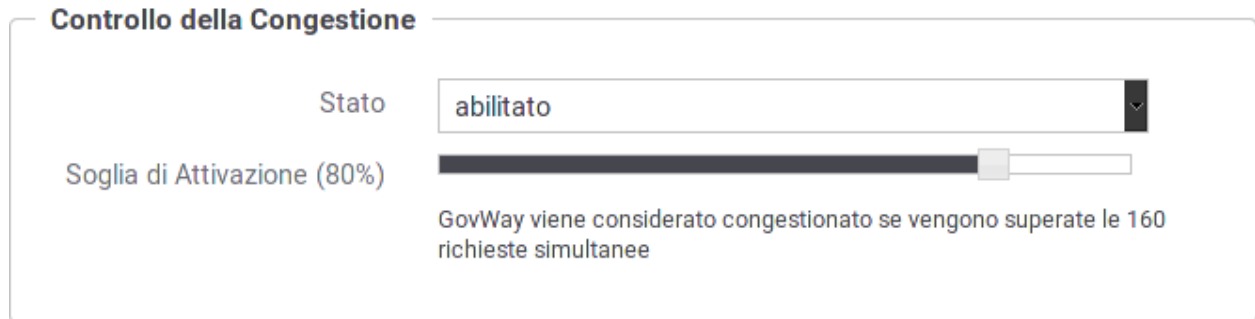 Controllo della Congestione
Stato
abilitato
Soglia di Attivazione (80%)
GovWay viene considerato congestionato se vengono superate le 160
richieste simultanee